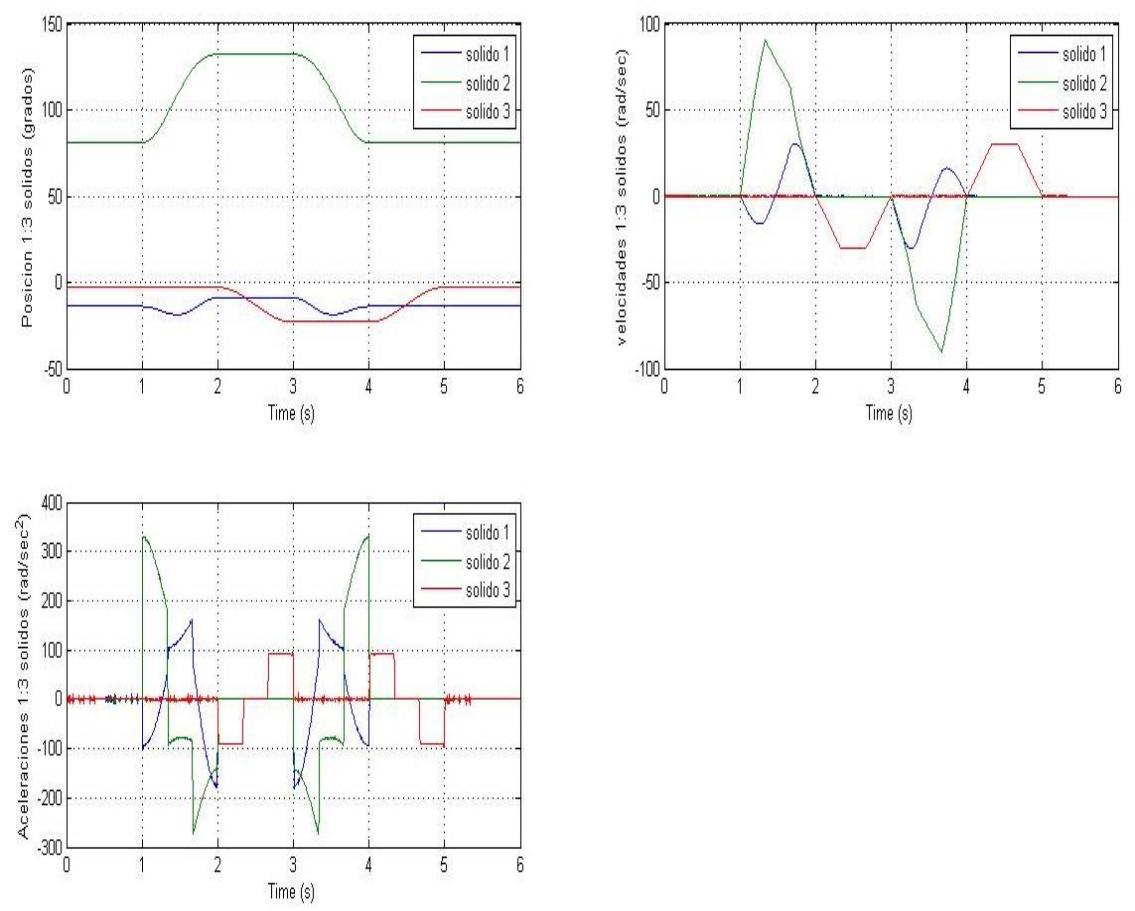 Posicion 1:3 solidos (grados)
150
100
50
0
-50
0 1 2 3 4 5 6
Time (s)
solido 1
solido 2
solido 3
velocidades 1:3 solidos (rad/sec)
100
50
0
-50
-100
0 1 2 3 4 5 6
Time (s)
solido 1
solido 2
solido 3
Aceleraciones 1:3 solidos (rad/sec²)
400
300
200
100
0
-100
-200
-300
0 1 2 3 4 5 6
Time (s)
solido 1
solido 2
solido 3